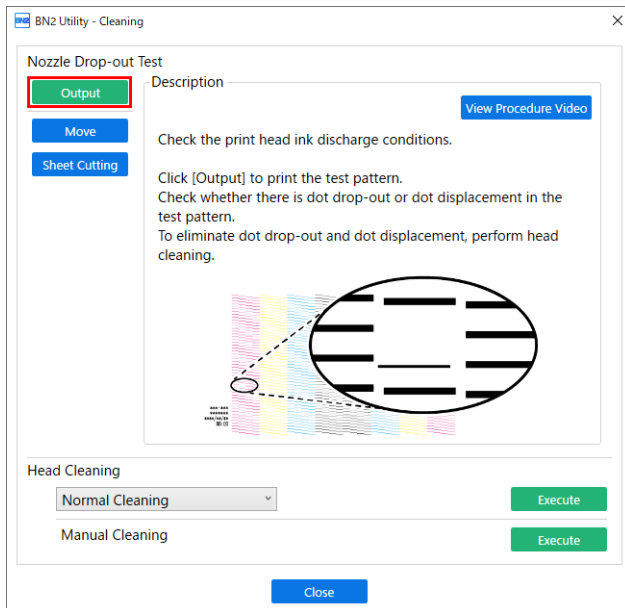 BN2 BN2 Utility - Cleaning
Nozzle Drop-out Test
Output
Move
Sheet Cutting
Description
View Procedure Video
Check the print head ink discharge conditions.
Click [Output] to print the test pattern.
Check whether there is dot drop-out or dot displacement in the
test pattern.
To eliminate dot drop-out and dot displacement, perform head
cleaning.
Head Cleaning
Normal Cleaning
Execute
Manual Cleaning
Execute
Close